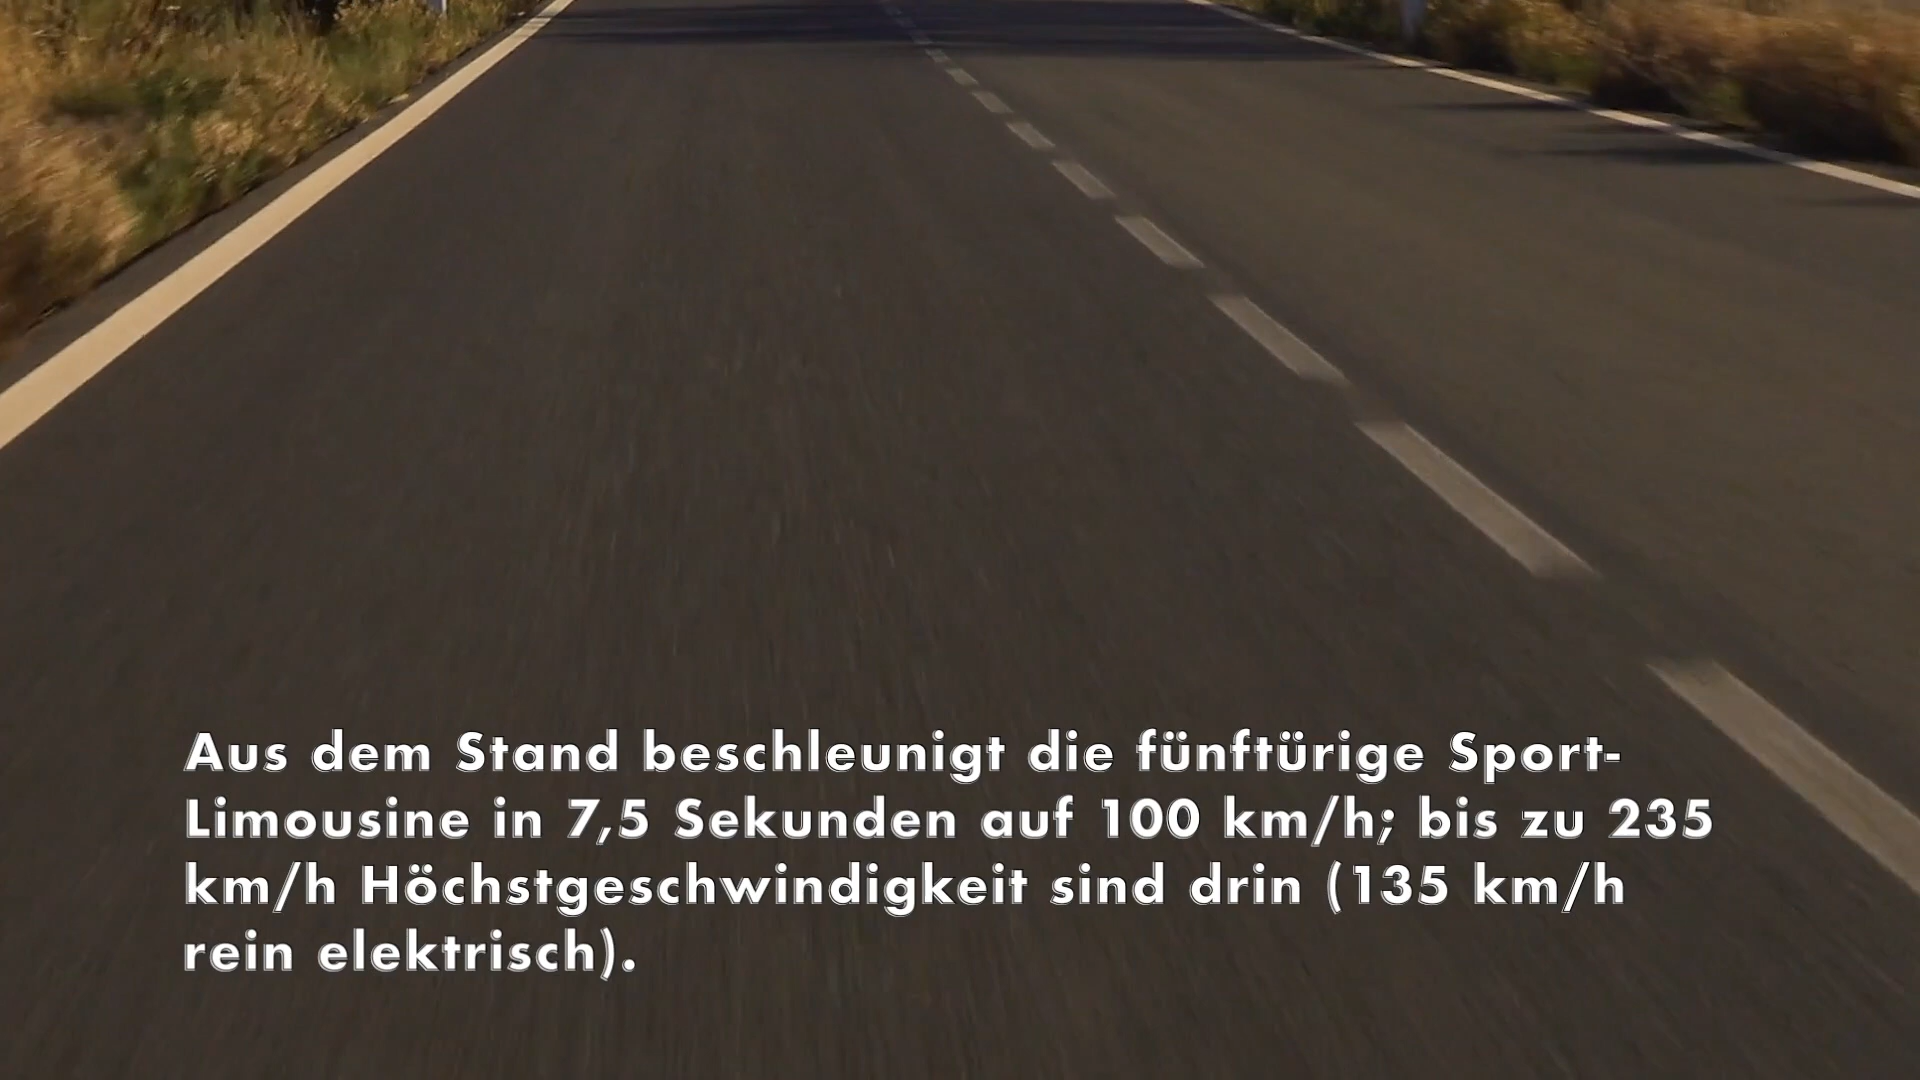 Aus dem Stand beschleunigt die fünftürige Sport-
Limousine in 7,5 Sekunden auf 100 km/h; bis zu 235
km/h Höchstgeschwindigkeit sind drin (135 km/h
rein elektrisch).